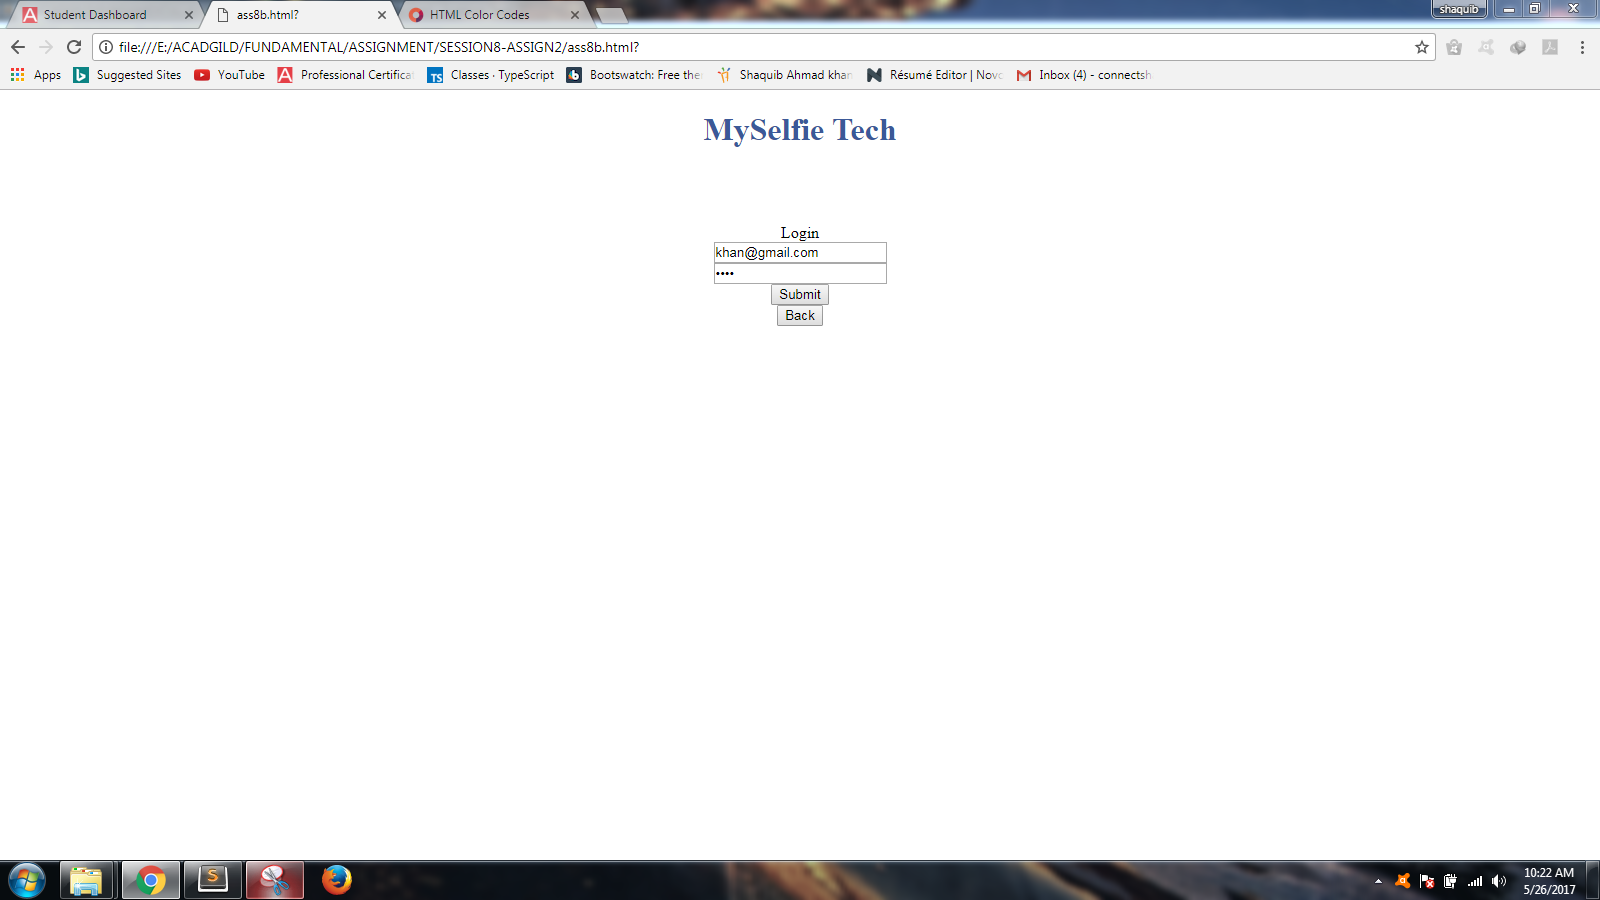 Student Dashboard
ass8b.html?
HTML Color Codes
shaquib
file:///E:/ACADGILD/FUNDAMENTAL/ASSIGNMENT/SESSION8-ASSIGN2/ass8b.html?
Apps
Suggested Sites
YouTube
Professional Certifica
TS
Classes · TypeScript
Bootswatch: Free the
Shaquib Ahmad khan
Résumé Editor | Novo
Inbox (4) - connectsh
MySelfie Tech
Login
khan@gmail.com
••••
Submit
Back
10:22 AM
5/26/2017